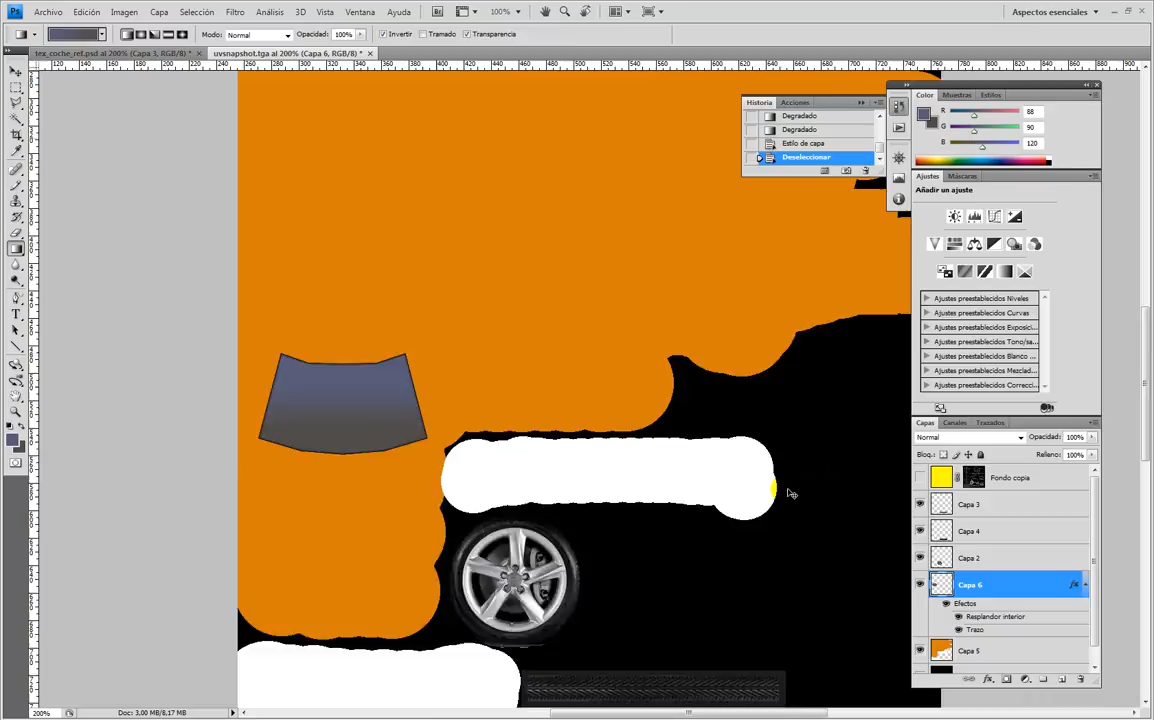 Archivo Edición Imagen Capa Selección Filtro Análisis 3D Vista Ventana Ayuda 100% Aspectos esenciales
Modo: Normal Opacidad: 100% Invertir Tramado Transparencia
tex_coche_ref.psd al 200% (Capa 3, RGB/8) * uvsnapshot.tga al 200% (Capa 6, RGB/8) *
Historia Acciones
Degradado
Degradado
Estilo de capa
Deseleccionar
Color Muestras Estilos
R 88
G 90
B 120
Ajustes Máscaras
Añadir un ajuste
Ajustes preestablecidos Niveles
Ajustes preestablecidos Curvas
Ajustes preestablecidos Exposici...
Ajustes preestablecidos Tono/sa...
Ajustes preestablecidos Blanco ...
Ajustes preestablecidos Mezclad...
Ajustes preestablecidos Correcci...
Capas Canales Trazados
Normal Opacidad: 100%
Bloq.: Relleno: 100%
Fondo copia
Capa 3
Capa 4
Capa 2
Capa 6 fx
Efectos
Resplandor interior
Trazo
Capa 5
200% Doc: 3,00 MB/8,17 MB